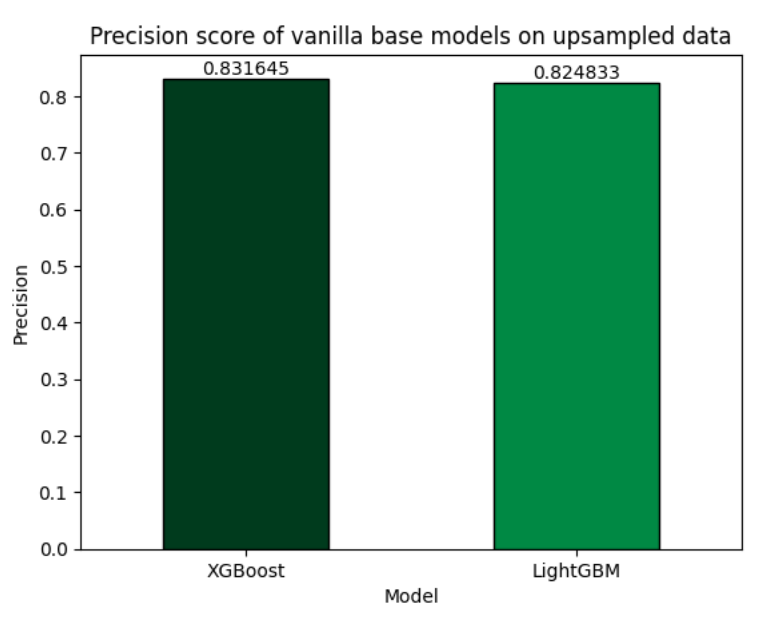 Precision score of vanilla base models on upsampled data
0.831645
0.824833
0.8
0.7
0.6
0.5
0.4
0.3
0.2
0.1
0.0
Precision
XGBoost
LightGBM
Model